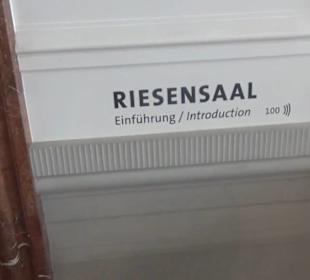 RIESENSAAL
Einführung / Introduction 100